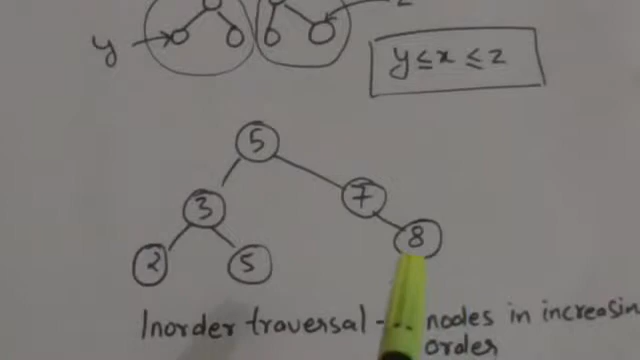 y
y ≤ x ≤ z
5
3
7
8
2
5
Inorder traversal - ... nodes in increasin
order